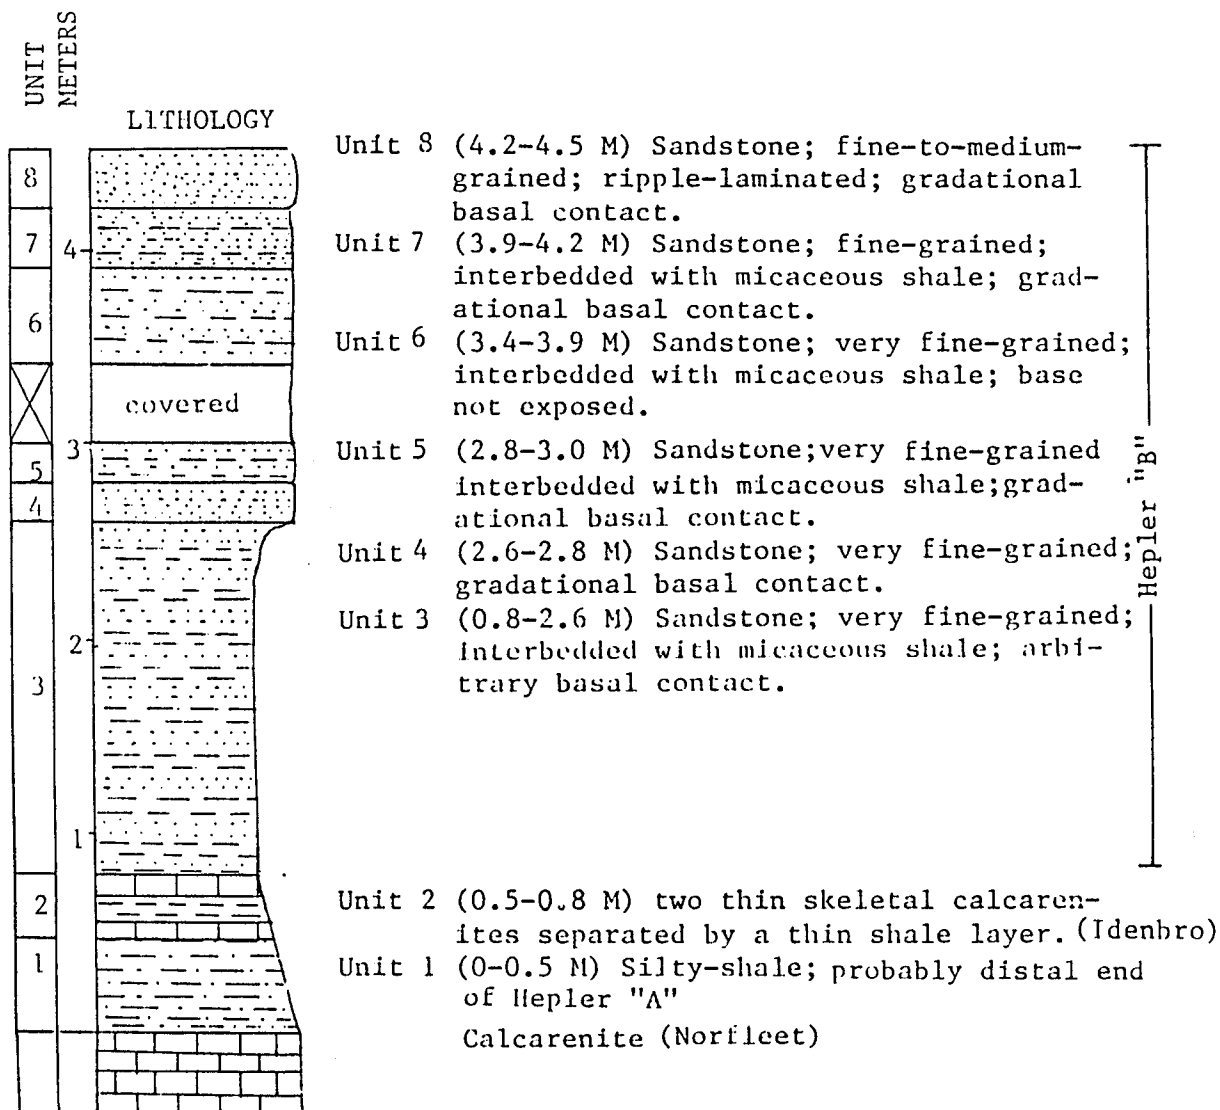 UNIT
METERS
LITHOLOGY
8
7
6
5
4
3
2
1
4
3
2
1
covered
Unit 8 (4.2-4.5 M) Sandstone; fine-to-medium-
grained; ripple-laminated; gradational
basal contact.
Unit 7 (3.9-4.2 M) Sandstone; fine-grained;
interbedded with micaceous shale; grad-
ational basal contact.
Unit 6 (3.4-3.9 M) Sandstone; very fine-grained;
interbedded with micaceous shale; base
not exposed.
Unit 5 (2.8-3.0 M) Sandstone;very fine-grained
interbedded with micaceous shale;grad-
ational basal contact.
Unit 4 (2.6-2.8 M) Sandstone; very fine-grained;
gradational basal contact.
Unit 3 (0.8-2.6 M) Sandstone; very fine-grained;
interbedded with micaceous shale; arbi-
trary basal contact.
Hepler "B"
Unit 2 (0.5-0.8 M) two thin skeletal calcaren-
ites separated by a thin shale layer. (Idenbro)
Unit 1 (0-0.5 M) Silty-shale; probably distal end
of Hepler "A"
Calcarenite (Norfleet)